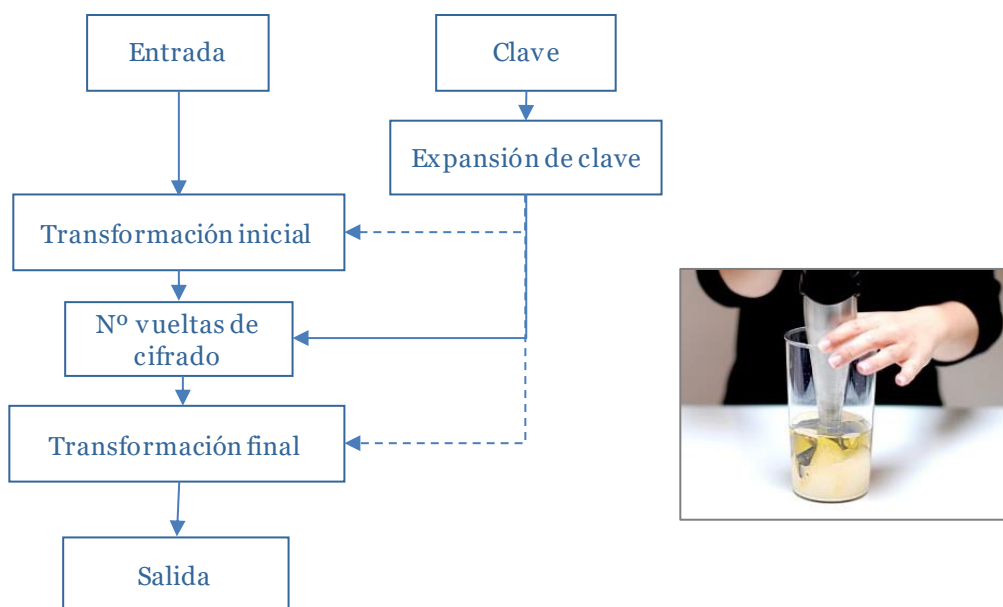 Entrada
Clave
Expansión de clave
Transformación inicial
Nº vueltas de
cifrado
Transformación final
Salida